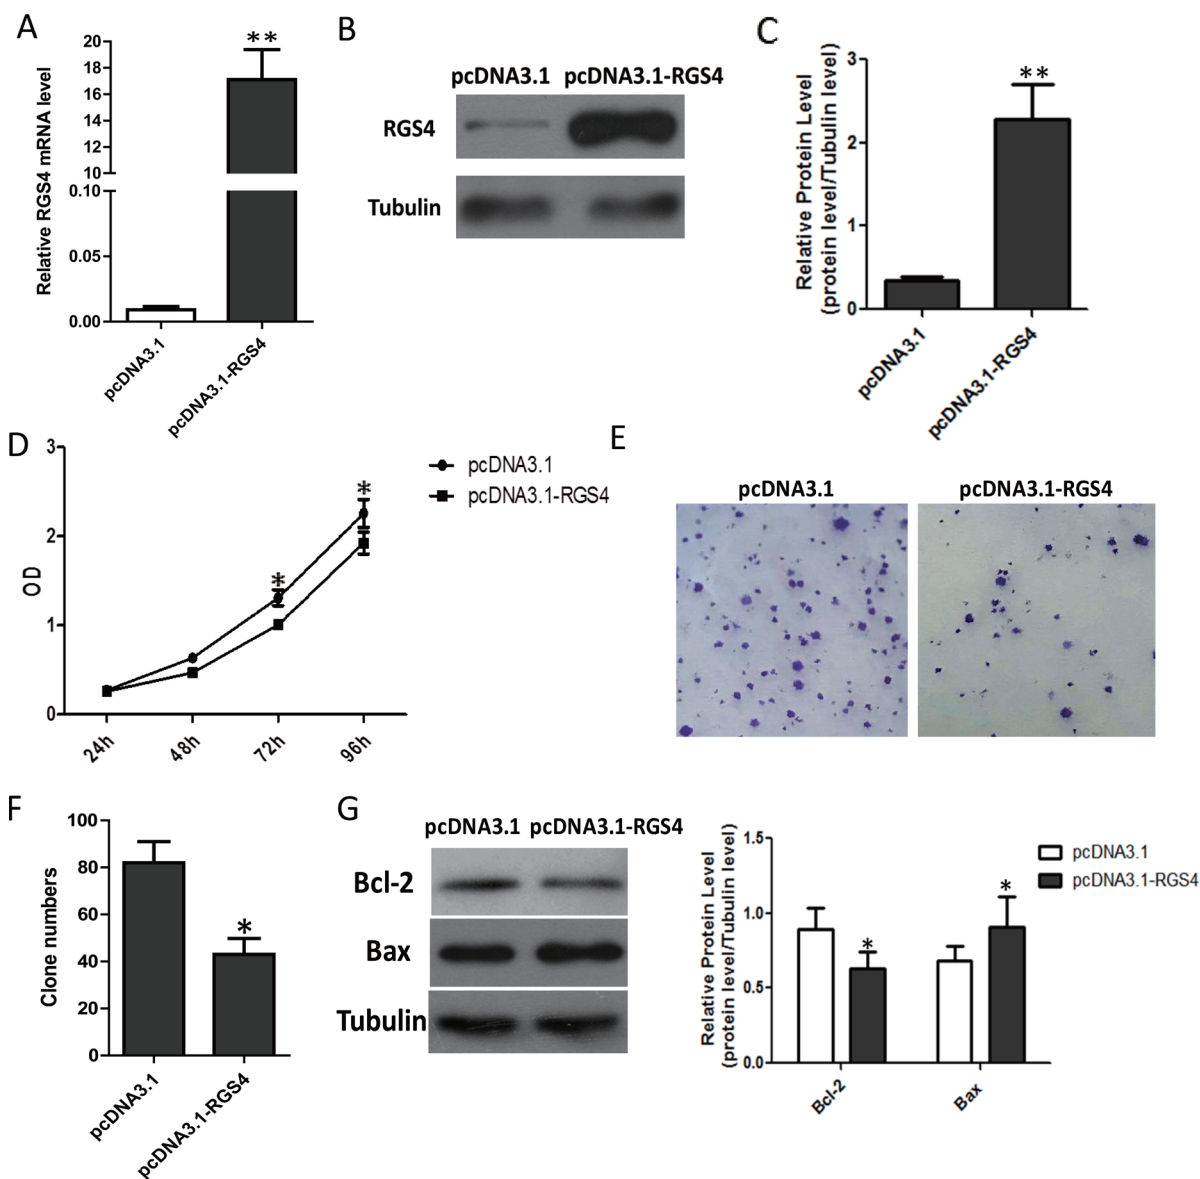 A
Relative RGS4 mRNA level
20
18
16
14
12
10
0.10
0.05
0.00
**
pcDNA3.1
pcDNA3.1-RGS4
B
pcDNA3.1 pcDNA3.1-RGS4
RGS4
Tubulin
C
Relative Protein Level
(protein level/Tubulin level)
3
2
1
0
**
pcDNA3.1
pcDNA3.1-RGS4
D
OD
3
2
1
0
*
*
24h
48h
72h
96h
pcDNA3.1
pcDNA3.1-RGS4
E
pcDNA3.1
pcDNA3.1-RGS4
F
Clone numbers
100
80
60
40
20
0
*
pcDNA3.1
pcDNA3.1-RGS4
G
pcDNA3.1 pcDNA3.1-RGS4
Bcl-2
Bax
Tubulin
Relative Protein Level
(protein level/Tubulin level)
1.5
1.0
0.5
0.0
*
*
Bcl-2
Bax
pcDNA3.1
pcDNA3.1-RGS4